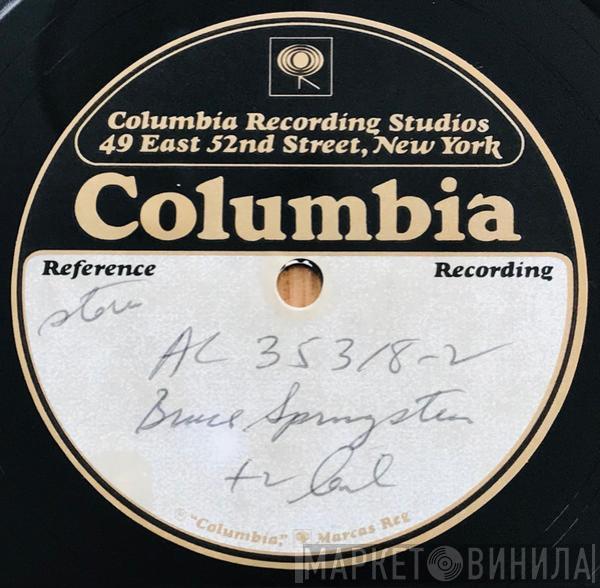 Columbia Recording Studios
49 East 52nd Street, New York
Columbia
Reference Recording
stereo
AL 35318-2
Bruce Springsteen
"Columbia," Marcas Reg
МАРКЕТ ВИНИЛА